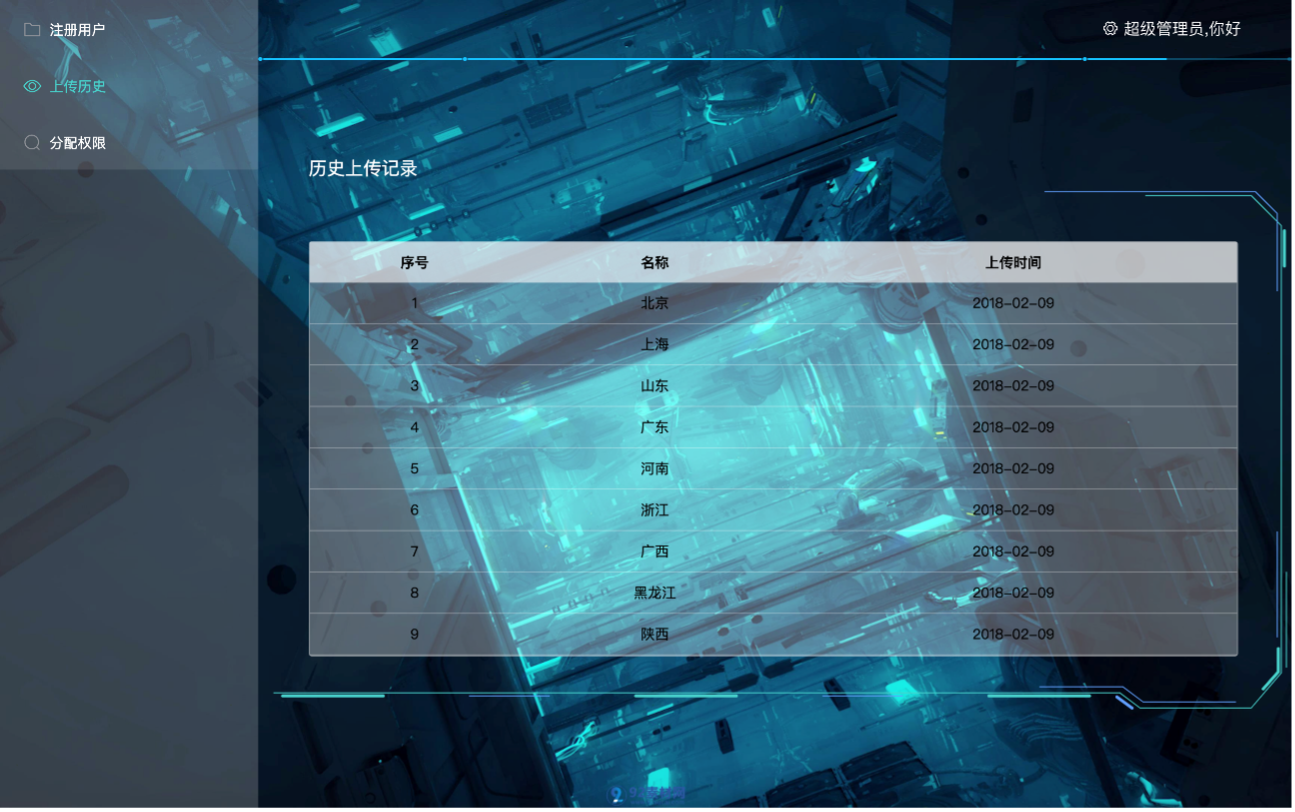 注册用户
超级管理员,你好
上传历史
分配权限
历史上传记录
序号 名称 上传时间
1 北京 2018-02-09
2 上海 2018-02-09
3 山东 2018-02-09
4 广东 2018-02-09
5 河南 2018-02-09
6 浙江 2018-02-09
7 广西 2018-02-09
8 黑龙江 2018-02-09
9 陕西 2018-02-09